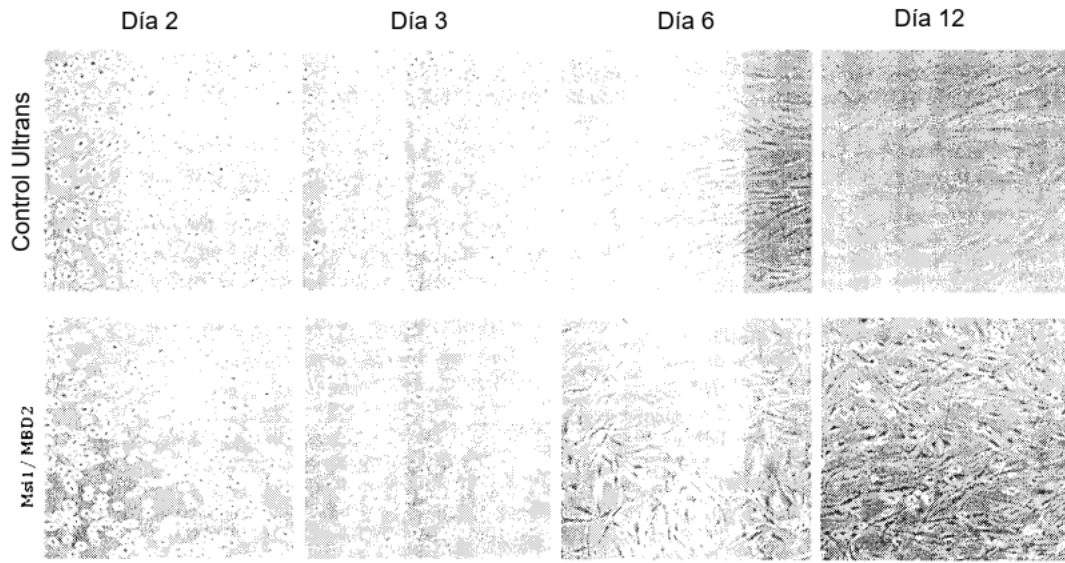 Día 2
Día 3
Día 6
Día 12
Control Ultrans
Msi1 / MBD2